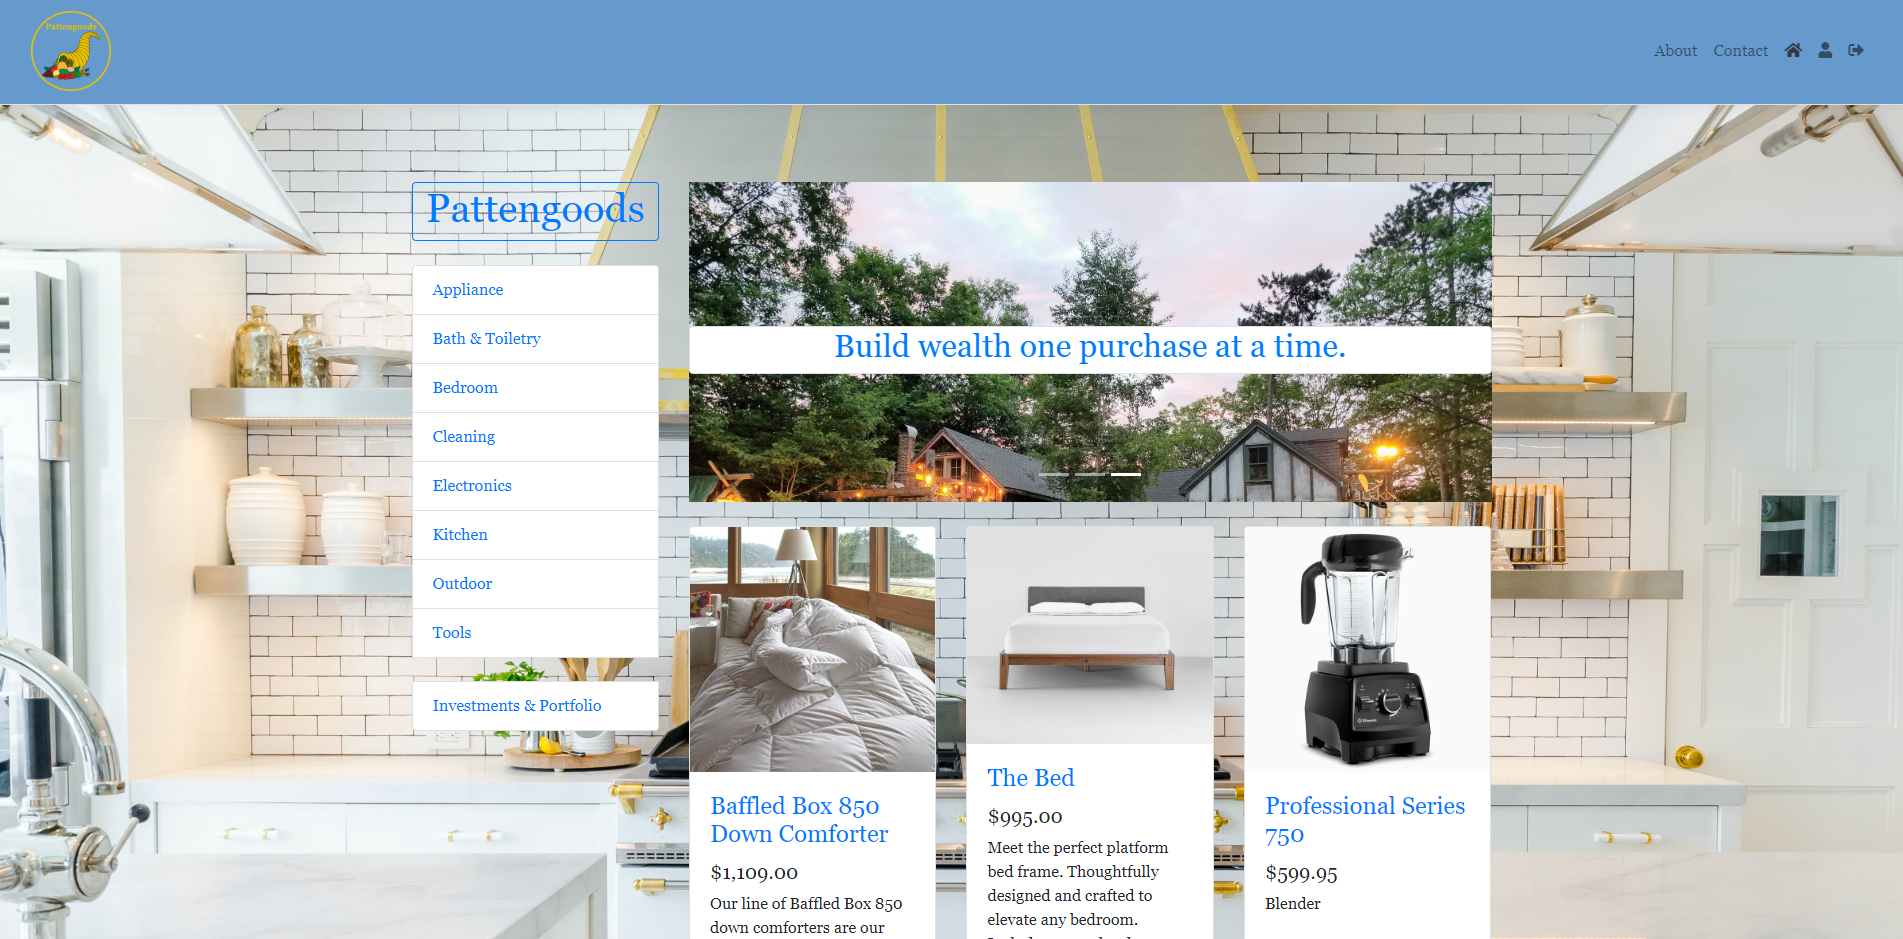 Pattengoods
About
Contact
Pattengoods
Appliance
Bath & Toiletry
Bedroom
Cleaning
Electronics
Kitchen
Outdoor
Tools
Investments & Portfolio
Build wealth one purchase at a time.
Baffled Box 850
Down Comforter
$1,109.00
Our line of Baffled Box 850
down comforters are our
The Bed
$995.00
Meet the perfect platform
bed frame. Thoughtfully
designed and crafted to
elevate any bedroom.
Professional Series
750
$599.95
Blender